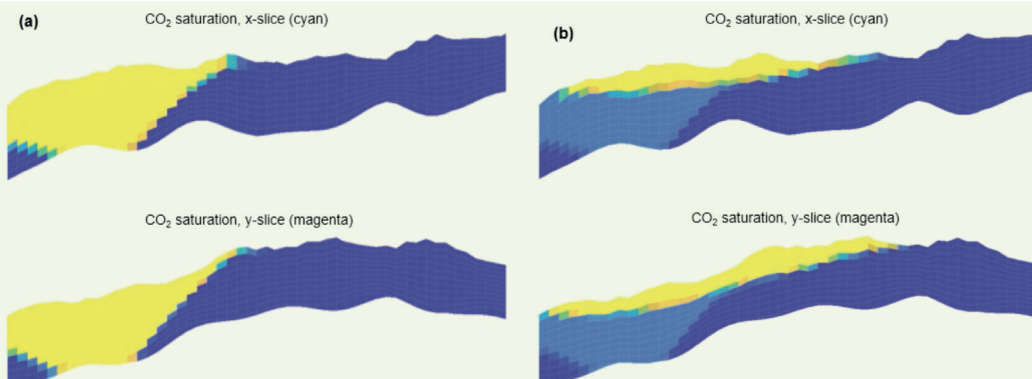 (a)
CO₂ saturation, x-slice (cyan)
(b)
CO₂ saturation, x-slice (cyan)
CO₂ saturation, y-slice (magenta)
CO₂ saturation, y-slice (magenta)